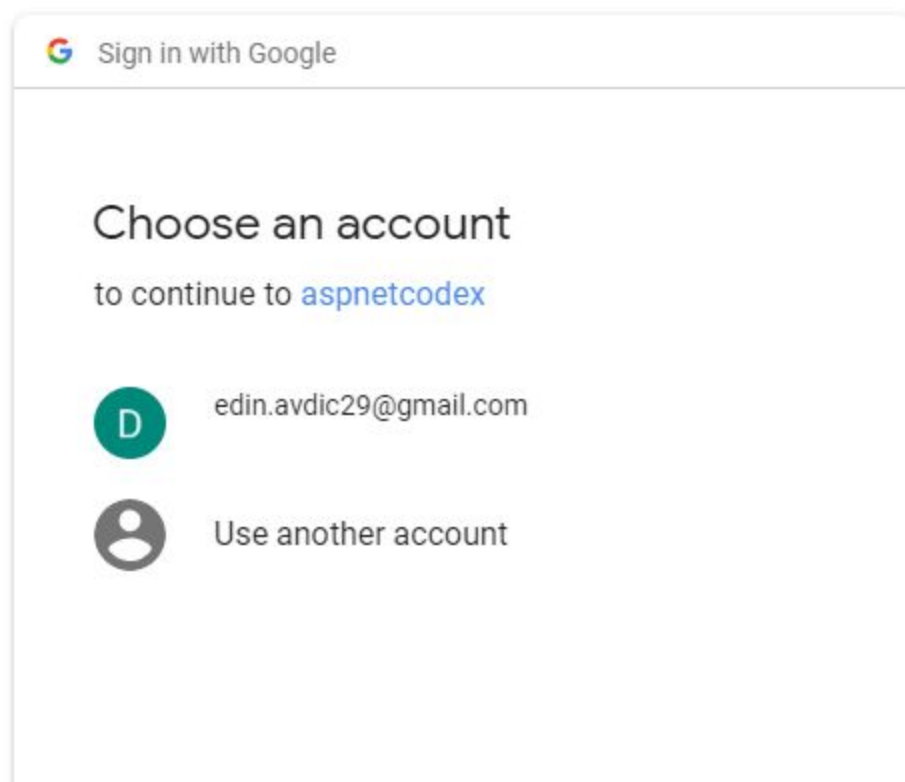 Sign in with Google
Choose an account
to continue to aspnetcodex
D
edin.avdic29@gmail.com
Use another account